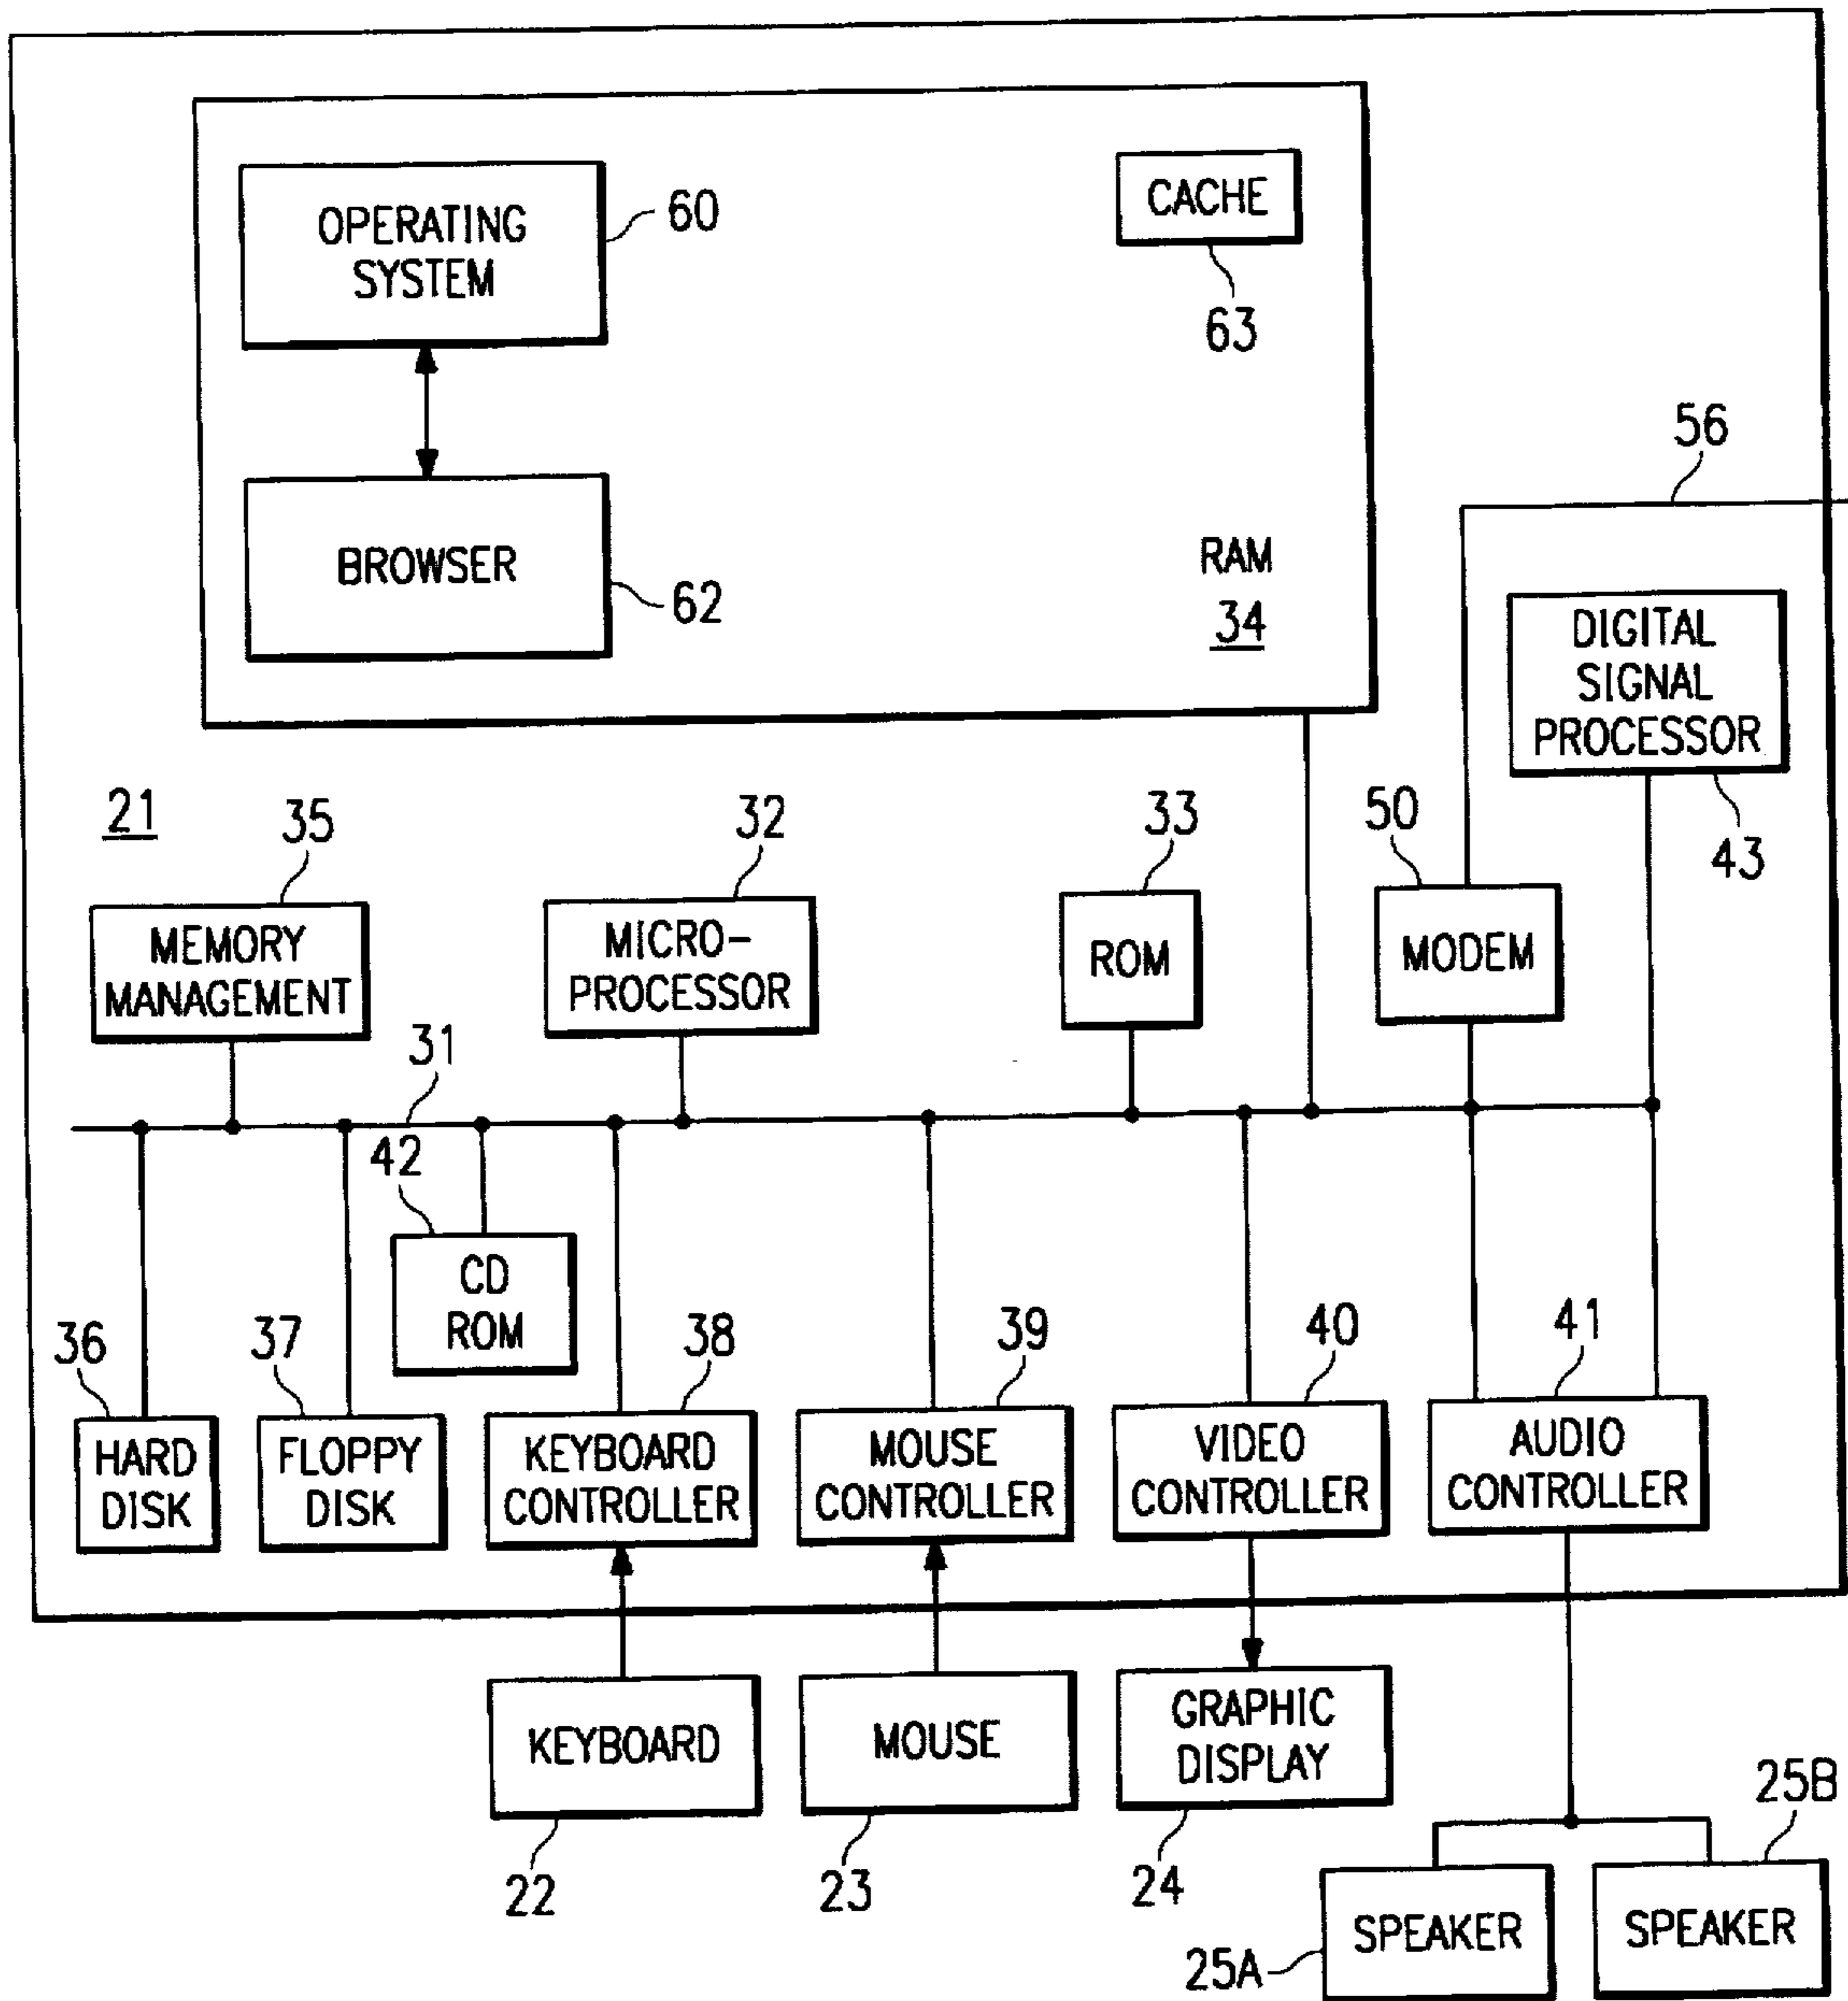 OPERATING
SYSTEM
60
CACHE
63
BROWSER
62
RAM
34
56
DIGITAL
SIGNAL
PROCESSOR
43
21
35
MEMORY
MANAGEMENT
32
MICRO-
PROCESSOR
33
ROM
50
MODEM
31
42
CD
ROM
36
HARD
DISK
37
FLOPPY
DISK
38
KEYBOARD
CONTROLLER
39
MOUSE
CONTROLLER
40
VIDEO
CONTROLLER
41
AUDIO
CONTROLLER
KEYBOARD
22
MOUSE
23
GRAPHIC
DISPLAY
24
25A
SPEAKER
25B
SPEAKER